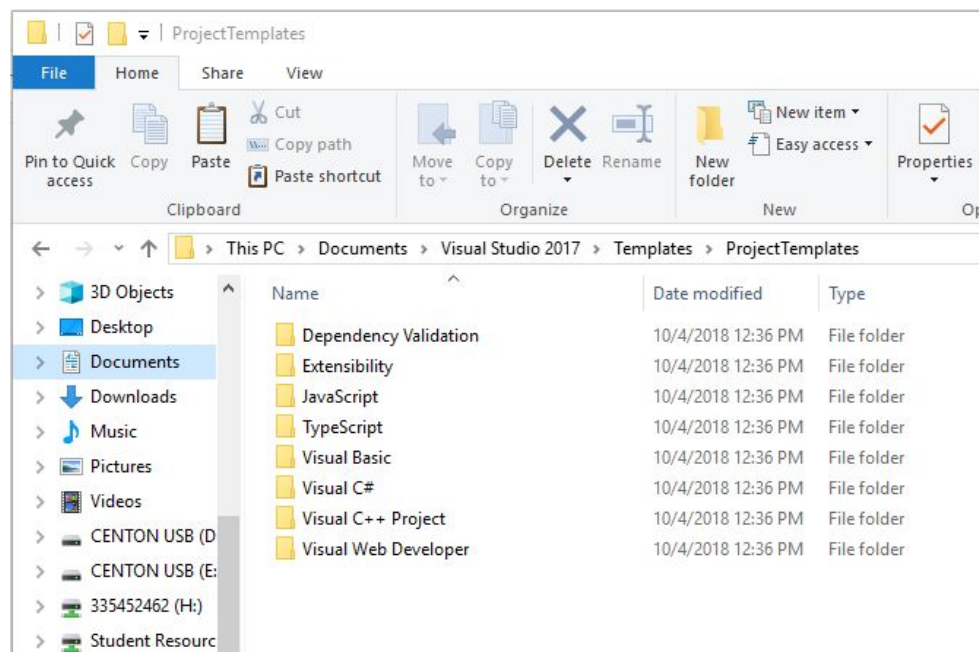 ProjectTemplates
File Home Share View
Pin to Quick access
Copy
Paste
Cut
Copy path
Paste shortcut
Clipboard
Move to
Copy to
Delete
Rename
Organize
New folder
New item
Easy access
New
Properties
This PC > Documents > Visual Studio 2017 > Templates > ProjectTemplates
Name Date modified Type
3D Objects
Desktop
Documents
Downloads
Music
Pictures
Videos
CENTON USB (D
CENTON USB (E:
335452462 (H:)
Student Resourc
Dependency Validation 10/4/2018 12:36 PM File folder
Extensibility 10/4/2018 12:36 PM File folder
JavaScript 10/4/2018 12:36 PM File folder
TypeScript 10/4/2018 12:36 PM File folder
Visual Basic 10/4/2018 12:36 PM File folder
Visual C# 10/4/2018 12:36 PM File folder
Visual C++ Project 10/4/2018 12:36 PM File folder
Visual Web Developer 10/4/2018 12:36 PM File folder